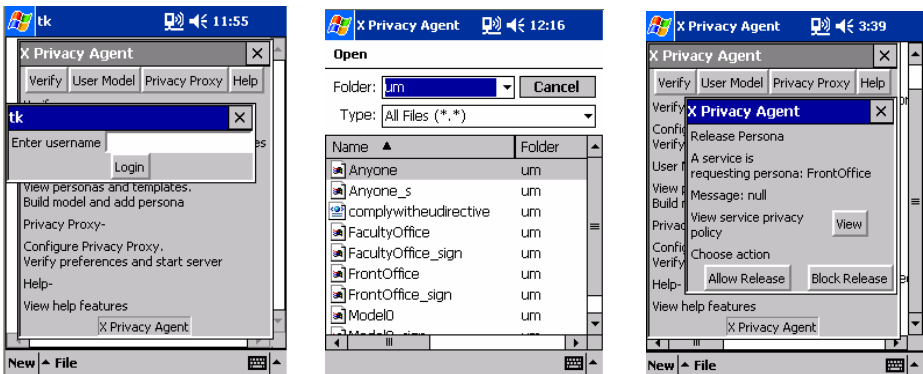 tk 11:55
X Privacy Agent
Verify User Model Privacy Proxy Help
tk
Enter username
Login
View personas and templates.
Build model and add persona
Privacy Proxy-
Configure Privacy Proxy.
Verify preferences and start server
Help-
View help features
X Privacy Agent
New File
X Privacy Agent 12:16
Open
Folder: um Cancel
Type: All Files (*.*)
Name Folder
Anyone um
Anyone_s um
complywitheudirective um
FacultyOffice um
FacultyOffice_sign um
FrontOffice um
FrontOffice_sign um
Model0 um
X Privacy Agent 3:39
X Privacy Agent
Verify User Model Privacy Proxy Help
Verify
X Privacy Agent
Release Persona
A service is
requesting persona: FrontOffice
Message: null
View service privacy
policy
View
Choose action
Allow Release Block Release
Verify
Help-
View help features
X Privacy Agent
New File